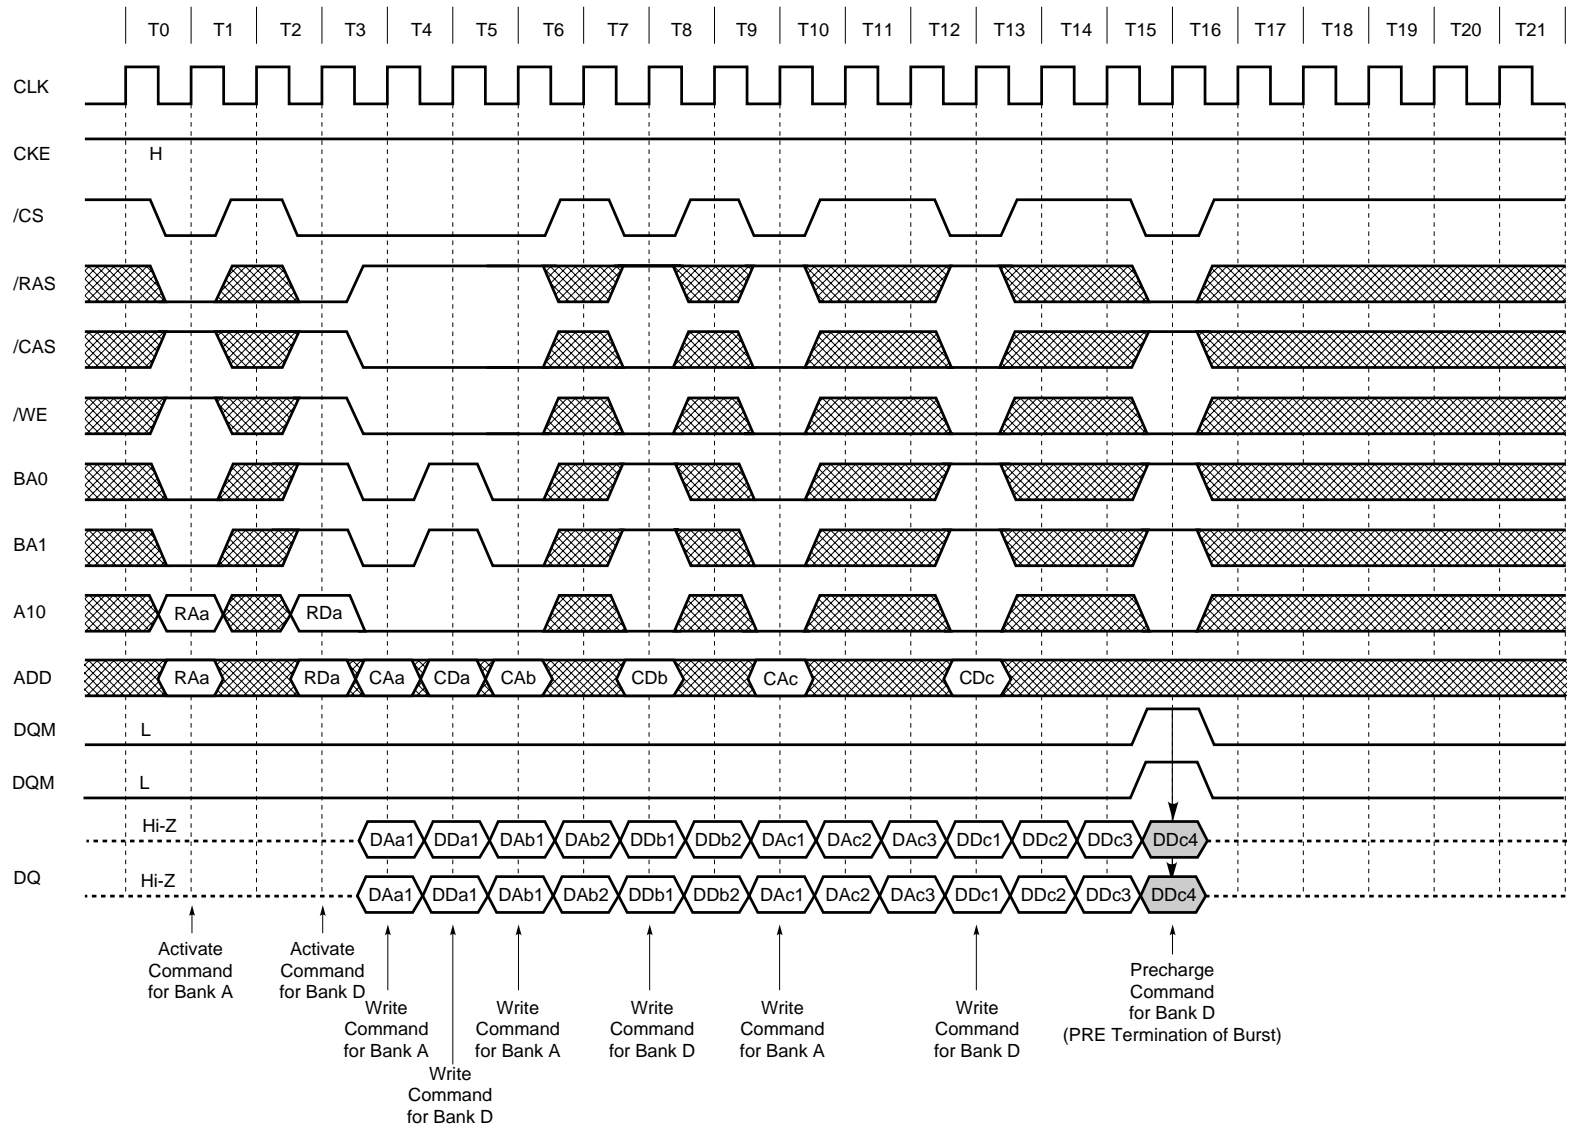 T0 T1 T2 T3 T4 T5 T6 T7 T8 T9 T10 T11 T12 T13 T14 T15 T16 T17 T18 T19 T20 T21
CLK
CKE H
/CS
/RAS
/CAS
/WE
BA0
BA1
A10 RAa RDa
ADD RAa RDa CAa CDa CAb CDb CAc CDc
DQM L
DQM L
Hi-Z
DAa1 DDa1 DAb1 DAb2 DDb1 DDb2 DAc1 DAc2 DAc3 DDc1 DDc2 DDc3 DDc4
DQ
Hi-Z
DAa1 DDa1 DAb1 DAb2 DDb1 DDb2 DAc1 DAc2 DAc3 DDc1 DDc2 DDc3 DDc4
Activate
Command
for Bank A
Activate
Command
for Bank D
Write
Command
for Bank A
Write
Command
for Bank D
Write
Command
for Bank A
Write
Command
for Bank D
Write
Command
for Bank A
Write
Command
for Bank D
Precharge
Command
for Bank D
(PRE Termination of Burst)